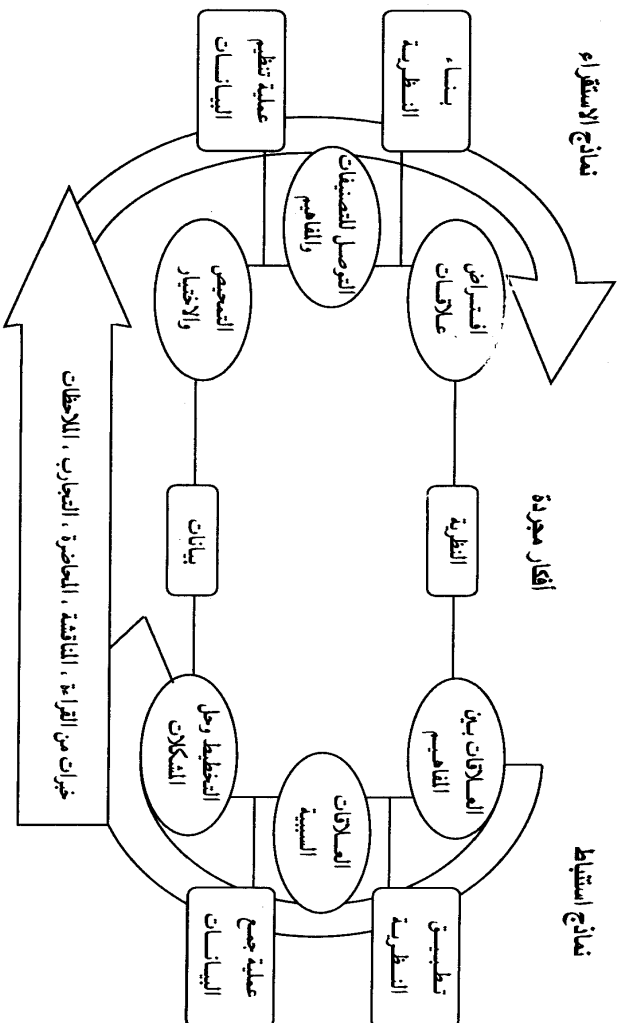 نماذج استنباط
أفكار مجردة
نماذج الاستقراء
تطبيق
النظرية
العلاقات بين
المفاهيم
النظرية
افتراض
علاقات
بناء
النظرية
العلاقات
السببية
التوصل للتصنيفات
والمفاهيم
عملية جمع
البيانات
التخطيط وحل
المشكلات
بيانات
التمحيص
والاختيار
عملية تنظيم
البيانات
خبرات من القراءة ، المناقشة ، المحاضرة ، التجارب ، الملاحظات